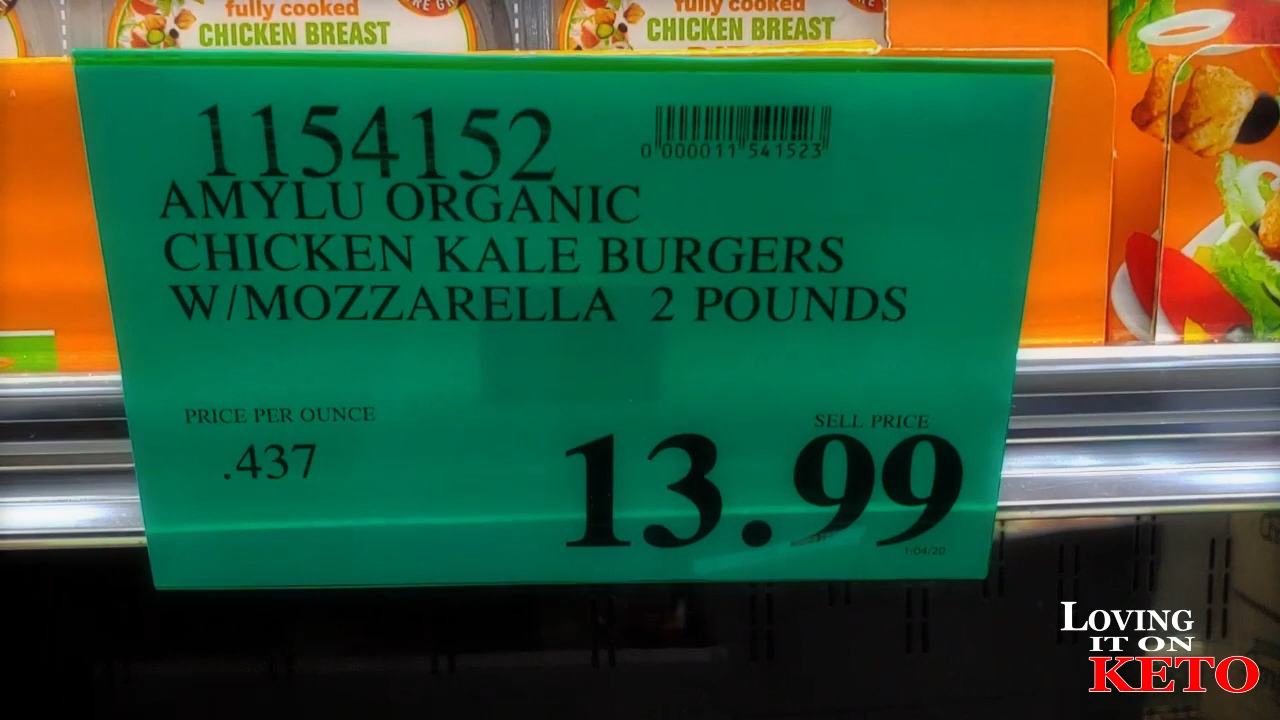 fully cooked
CHICKEN BREAST
fully cooked
CHICKEN BREAST
1154152
0 000011 541523
AMYLU ORGANIC
CHICKEN KALE BURGERS
W/MOZZARELLA 2 POUNDS
PRICE PER OUNCE
.437
SELL PRICE
13.99
1/04/20
LOVING
IT ON
KETO